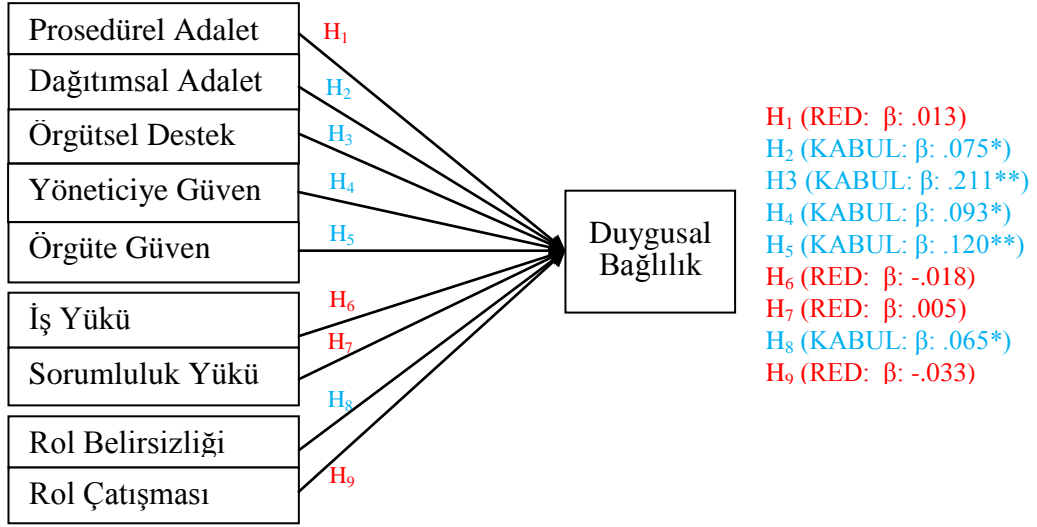 Prosedürel Adalet
Dağıtımsal Adalet
Örgütsel Destek
Yöneticiye Güven
Örgüte Güven
İş Yükü
Sorumluluk Yükü
Rol Belirsizliği
Rol Çatışması
H₁
H₂
H₃
H₄
H₅
H₆
H₇
H₈
H₉
Duygusal
Bağlılık
H₁ (RED: β: .013)
H₂ (KABUL: β: .075*)
H3 (KABUL: β: .211**)
H₄ (KABUL: β: .093*)
H₅ (KABUL: β: .120**)
H₆ (RED: β: -.018)
H₇ (RED: β: .005)
H₈ (KABUL: β: .065*)
H₉ (RED: β: -.033)